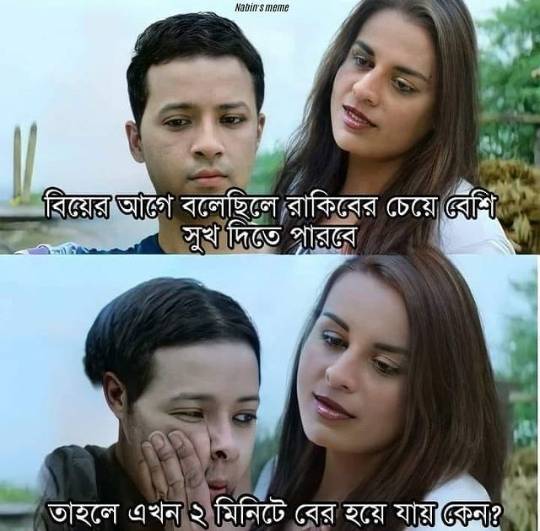 Nabin's meme
বিয়ের আগে বলেছিলে রাকিবের চেয়ে বেশি
সুখ দিতে পারবে
তাহলে এখন ২ মিনিটে বের হয়ে যায় কেন?